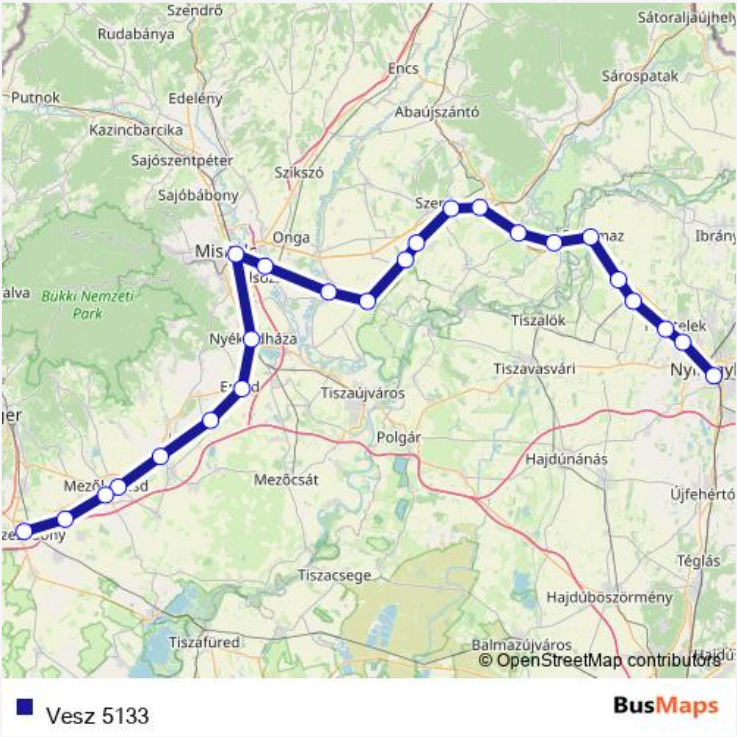 Szendrő
Sátoraljaújhely
Rudabánya
Encs
Sárospatak
Putnok
Edelény
Abaújszántó
Kazincbarcika
Sajószentpéter
Szikszó
Sajóbábony
Onga
Ibrány
Bükki Nemzeti
Park
Tiszalök
Tiszavasvári
Tiszaújváros
Polgár
Hajdúnánás
Mezőcsát
Újfehértó
Téglás
Tiszacsege
Hajdúböszörmény
Tiszafüred
Balmazújváros
© OpenStreetMap contributors
Vesz 5133
BusMaps